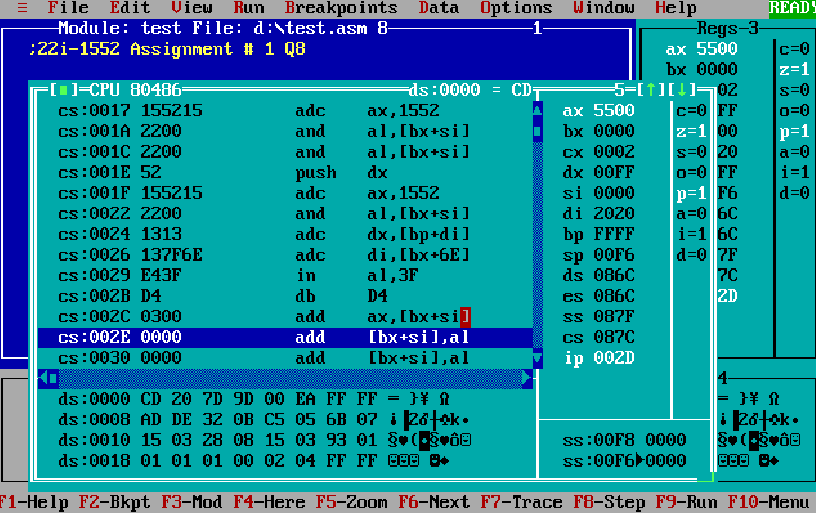 ≡ File Edit View Run Breakpoints Data Options Window Help READY
Module: test File: d:\test.asm 8 1
;22i-1552 Assignment # 1 Q8
Regs 3
ax 5500 c=0
bx 0000 z=1
02 s=0
FF o=0
00 p=1
20 a=0
FF i=1
F6 d=0
6C
6C
7F
7C
2D
[■]=CPU 80486 ds:0000 = CD 5=[↑][↓]
cs:0017 155215 adc ax,1552 ax 5500 c=0
cs:001A 2200 and al,[bx+si] bx 0000 z=1
cs:001C 2200 and al,[bx+si] cx 0002 s=0
cs:001E 52 push dx dx 00FF o=0
cs:001F 155215 adc ax,1552 si 0000 p=1
cs:0022 2200 and al,[bx+si] di 2020 a=0
cs:0024 1313 adc dx,[bp+di] bp FFFF i=1
cs:0026 137F6E adc di,[bx+6E] sp 00F6 d=0
cs:0029 E43F in al,3F ds 086C
cs:002B D4 db D4 es 086C
cs:002C 0300 add ax,[bx+si] ss 087F
cs:002E 0000 add [bx+si],al cs 087C
cs:0030 0000 add [bx+si],al ip 002D
4
ds:0000 CD 20 7D 9D 00 EA FF FF = }¥ Ω
ds:0008 AD DE 32 0B C5 05 6B 07 ¡▐2♂┼♣k•
ds:0010 15 03 28 08 15 03 93 01 §♥(◘§♥ô☺ ss:00F8 0000
ds:0018 01 01 01 00 02 04 FF FF ☺☺☺ ☻♦ ss:00F6►0000
= }¥ Ω
¡▐2♂┼♣k•
§♥(◘§♥ô☺
☺☺☺ ☻♦
F1-Help F2-Bkpt F3-Mod F4-Here F5-Zoom F6-Next F7-Trace F8-Step F9-Run F10-Menu